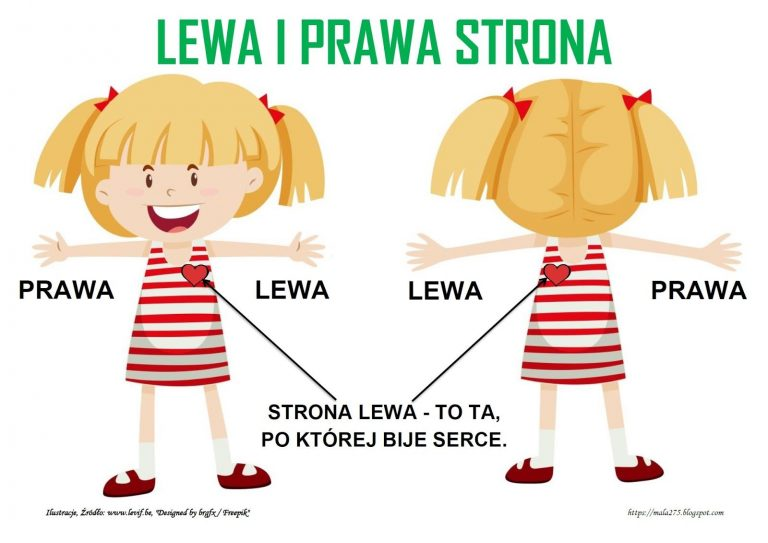 LEWA I PRAWA STRONA
PRAWA
LEWA
LEWA
PRAWA
STRONA LEWA - TO TA,
PO KTÓREJ BIJE SERCE.
Ilustracje, Źródło: www.levif.be, "Designed by brgfx / Freepik"
https://mala275.blogspot.com